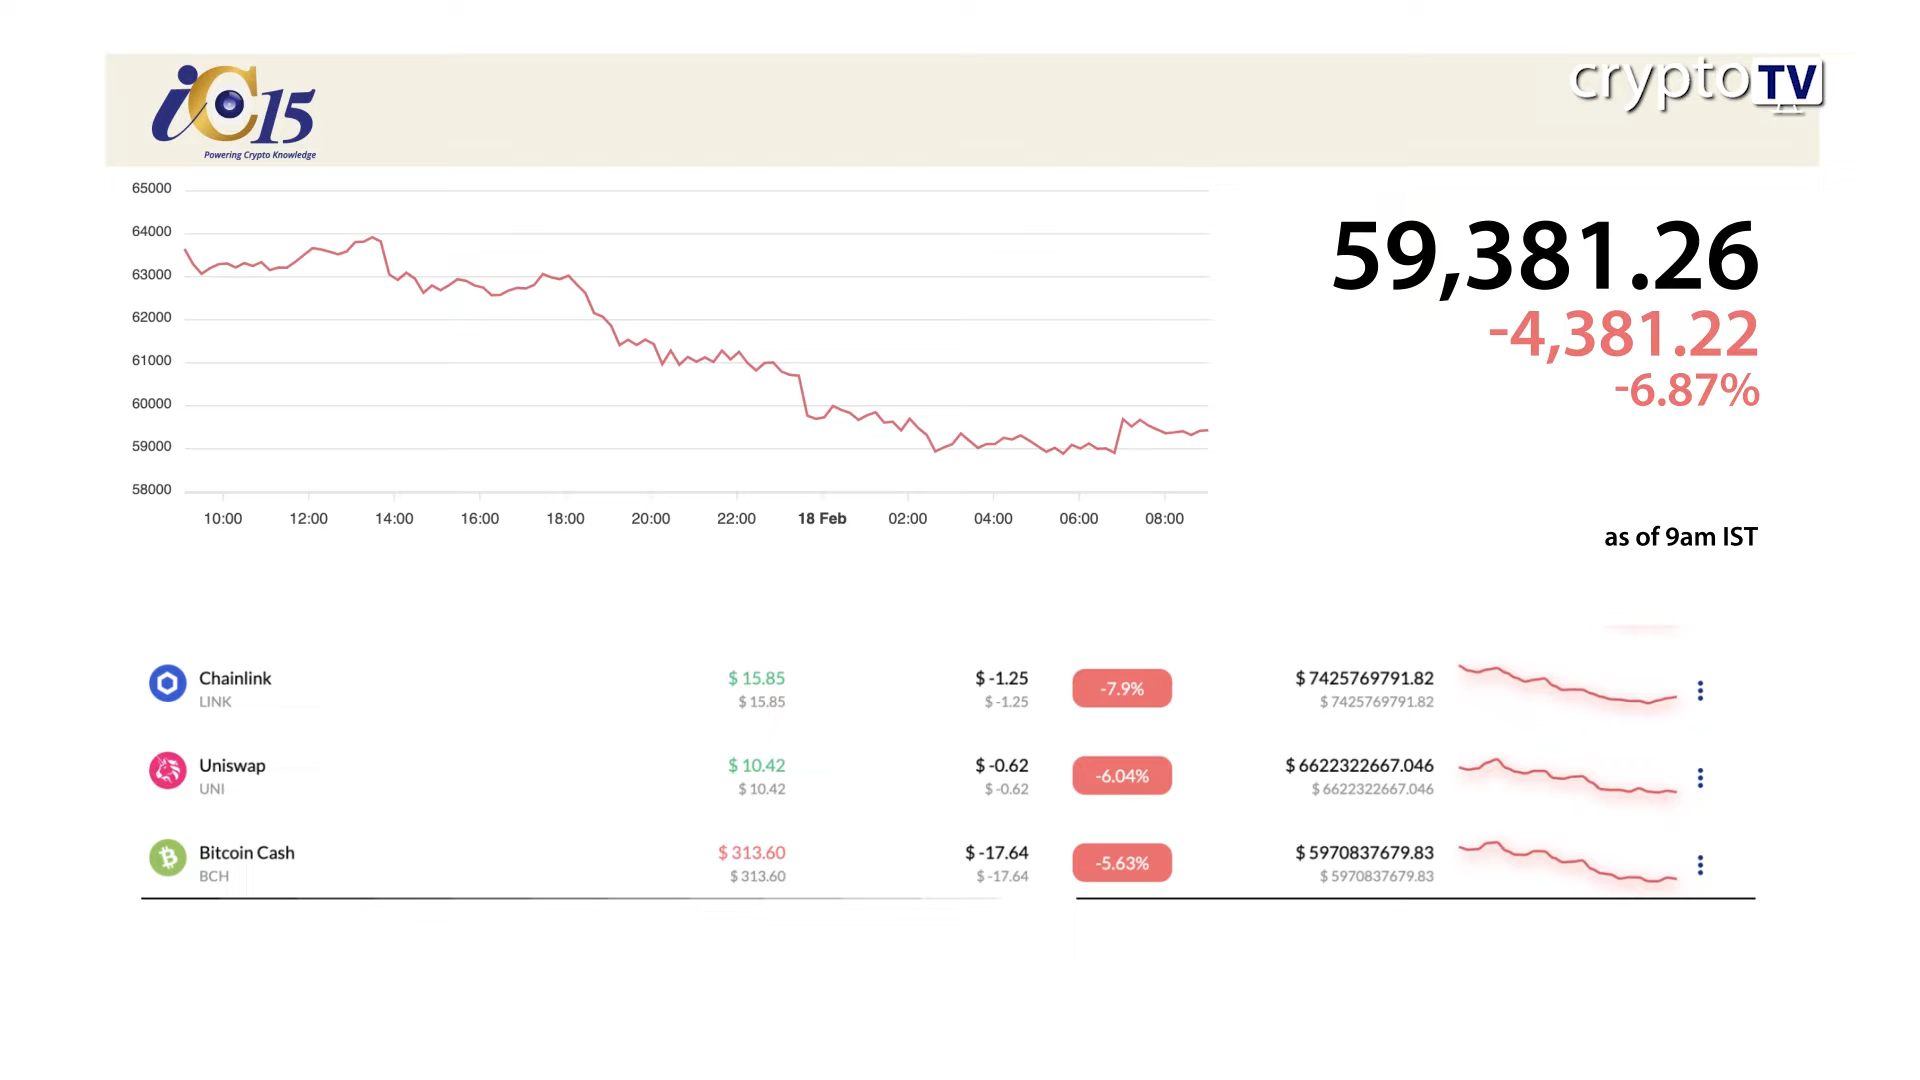 iC15
Powering Crypto Knowledge
crypto TV
65000
64000
63000
62000
61000
60000
59000
58000
10:00 12:00 14:00 16:00 18:00 20:00 22:00 18 Feb 02:00 04:00 06:00 08:00
59,381.26
-4,381.22
-6.87%
as of 9am IST
Chainlink $ 15.85 $ -1.25 -7.9% $ 7425769791.82
LINK $ 15.85 $ -1.25 $ 7425769791.82
Uniswap $ 10.42 $ -0.62 -6.04% $ 6622322667.046
UNI $ 10.42 $ -0.62 $ 6622322667.046
Bitcoin Cash $ 313.60 $ -17.64 -5.63% $ 5970837679.83
BCH $ 313.60 $ -17.64 $ 5970837679.83